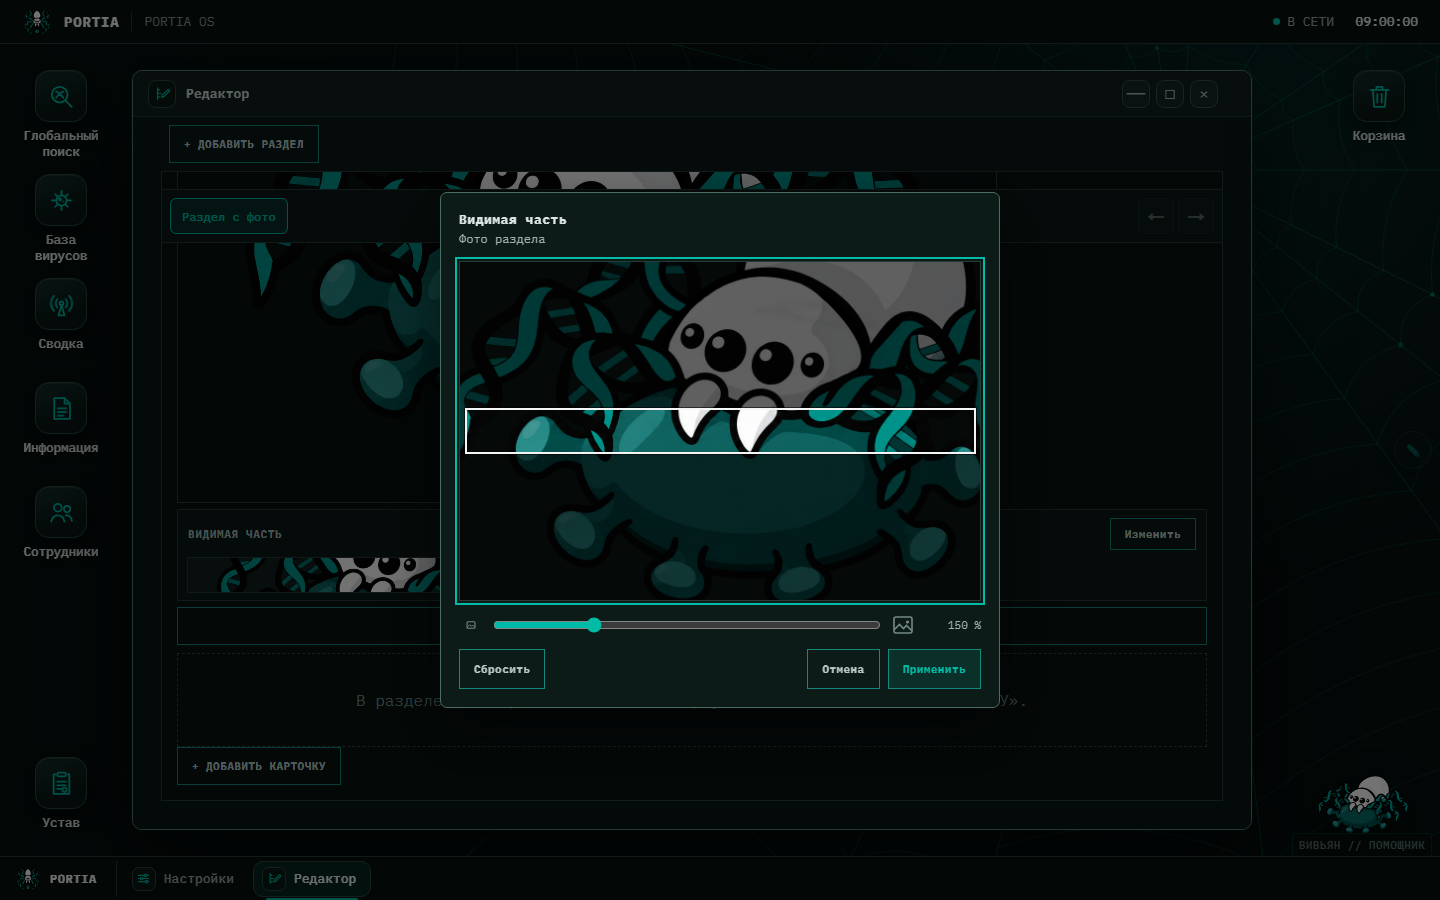 PORTIA
PORTIA OS
В СЕТИ
09:00:00
Глобальный
поиск
База
вирусов
Сводка
Информация
Сотрудники
Устав
Корзина
Редактор
+ ДОБАВИТЬ РАЗДЕЛ
Раздел с фото
Видимая часть
Фото раздела
150 %
Сбросить
Отмена
Применить
ВИДИМАЯ ЧАСТЬ
Изменить
В разделе
У».
+ ДОБАВИТЬ КАРТОЧКУ
ВИВЬЯН // ПОМОЩНИК
PORTIA
Настройки
Редактор